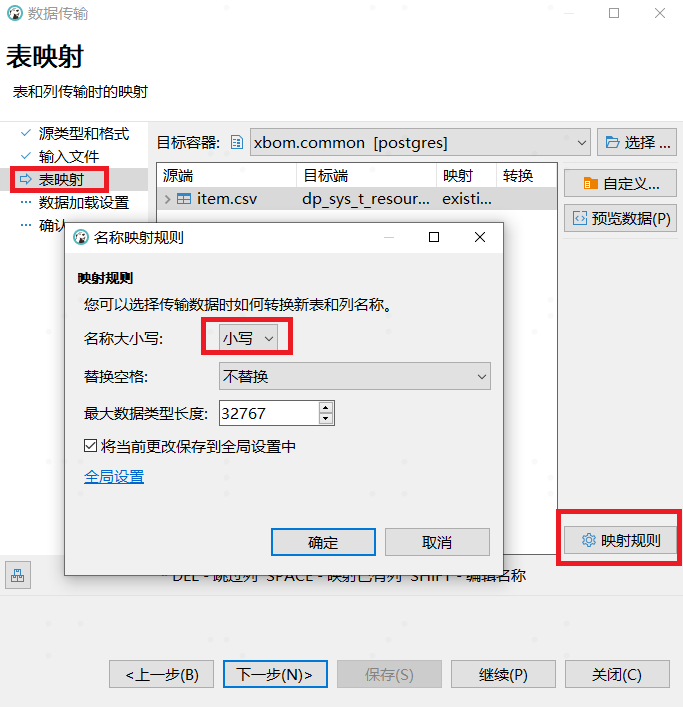 数据传输
表映射
表和列传输时的映射
源类型和格式
输入文件
表映射
数据加载设置
确认
目标容器: xbom.common [postgres] 选择 ...
源端 目标端 映射 转换
item.csv dp_sys_t_resour... existi...
自定义...
预览数据(P)
名称映射规则
映射规则
您可以选择传输数据时如何转换新表和列名称。
名称大小写: 小写
替换空格: 不替换
最大数据类型长度: 32767
将当前更改保存到全局设置中
全局设置
确定 取消
映射规则
* DEL - 跳过列 SPACE - 映射已有列 SHIFT - 编辑名称
<上一步(B) 下一步(N)> 保存(S) 继续(P) 关闭(C)